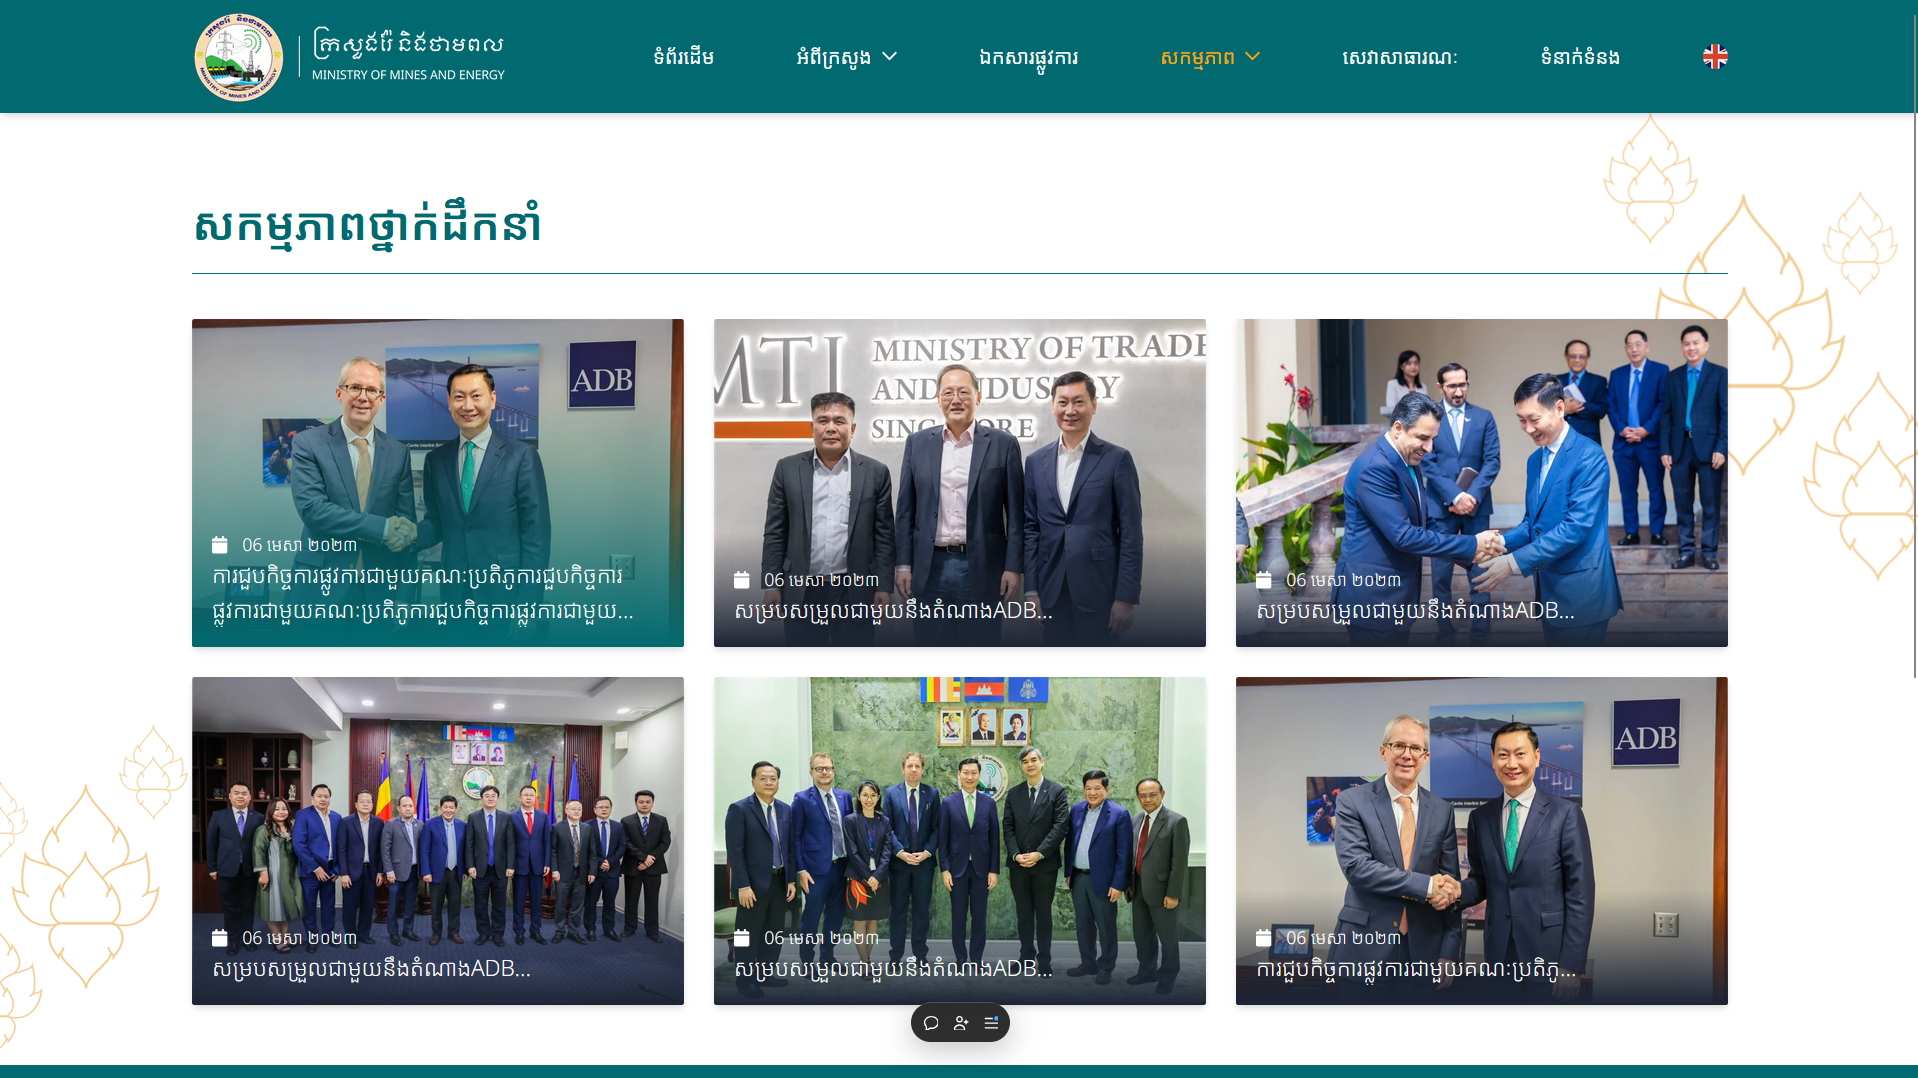 ក្រសួងរ៉ែ និងថាមពល
MINISTRY OF MINES AND ENERGY
ទំព័រដើម
អំពីក្រសួង
ឯកសារផ្លូវការ
សកម្មភាព
សេវាសាធារណៈ
ទំនាក់ទំនង
សកម្មភាពថ្នាក់ដឹកនាំ
ADB
06 មេសា ២០២៣
ការជួបកិច្ចការផ្លូវការជាមួយគណៈប្រតិភូការជួបកិច្ចការ
ផ្លូវការជាមួយគណៈប្រតិភូការជួបកិច្ចការផ្លូវការជាមួយ...
MTI
MINISTRY OF TRADE
AND INDUSTRY
SINGAPORE
06 មេសា ២០២៣
សម្របសម្រួលជាមួយនឹងតំណាងADB...
06 មេសា ២០២៣
សម្របសម្រួលជាមួយនឹងតំណាងADB...
06 មេសា ២០២៣
សម្របសម្រួលជាមួយនឹងតំណាងADB...
06 មេសា ២០២៣
សម្របសម្រួលជាមួយនឹងតំណាងADB...
ADB
06 មេសា ២០២៣
ការជួបកិច្ចការផ្លូវការជាមួយគណៈប្រតិភូ...